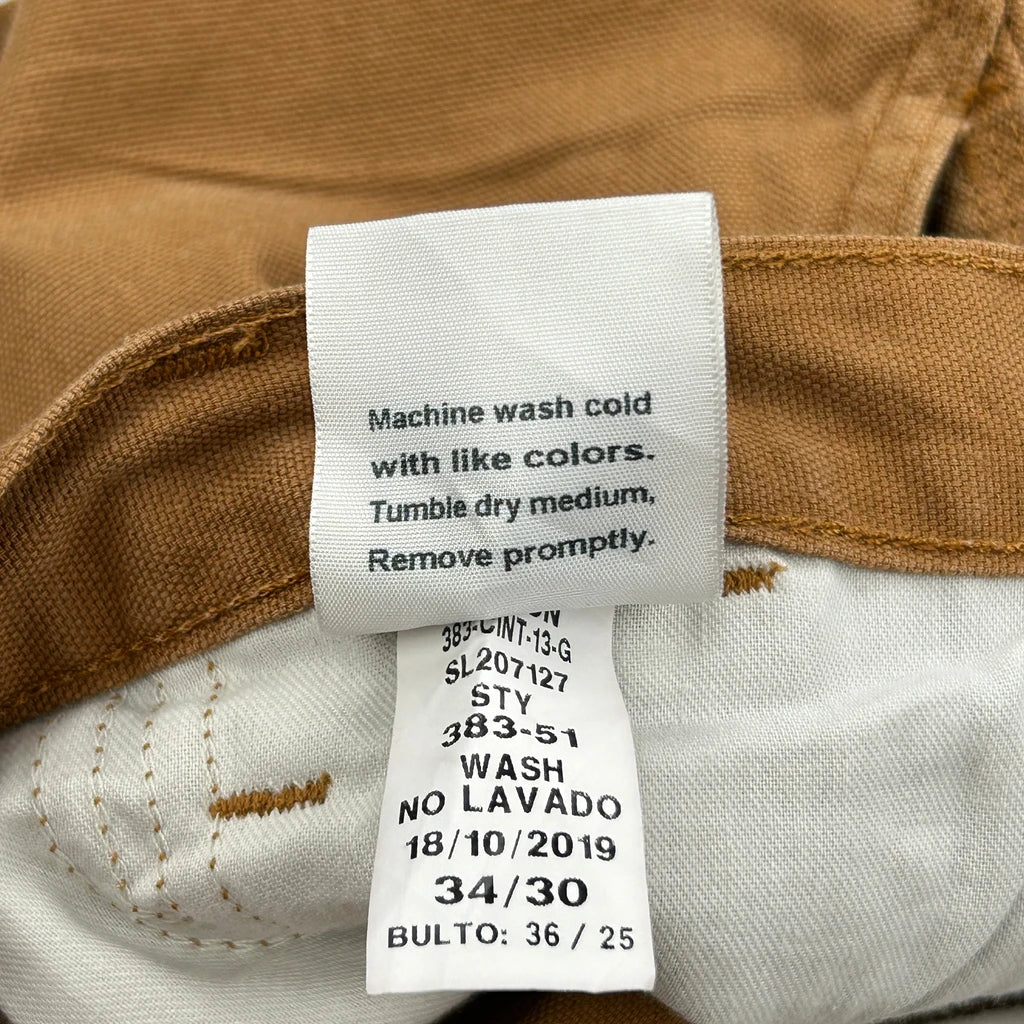 Machine wash cold
with like colors.
Tumble dry medium,
Remove promptly.
383-CINT-13-G
SL207127
STY
383-51
WASH
NO LAVADO
18/10/2019
34/30
BULTO: 36 / 25